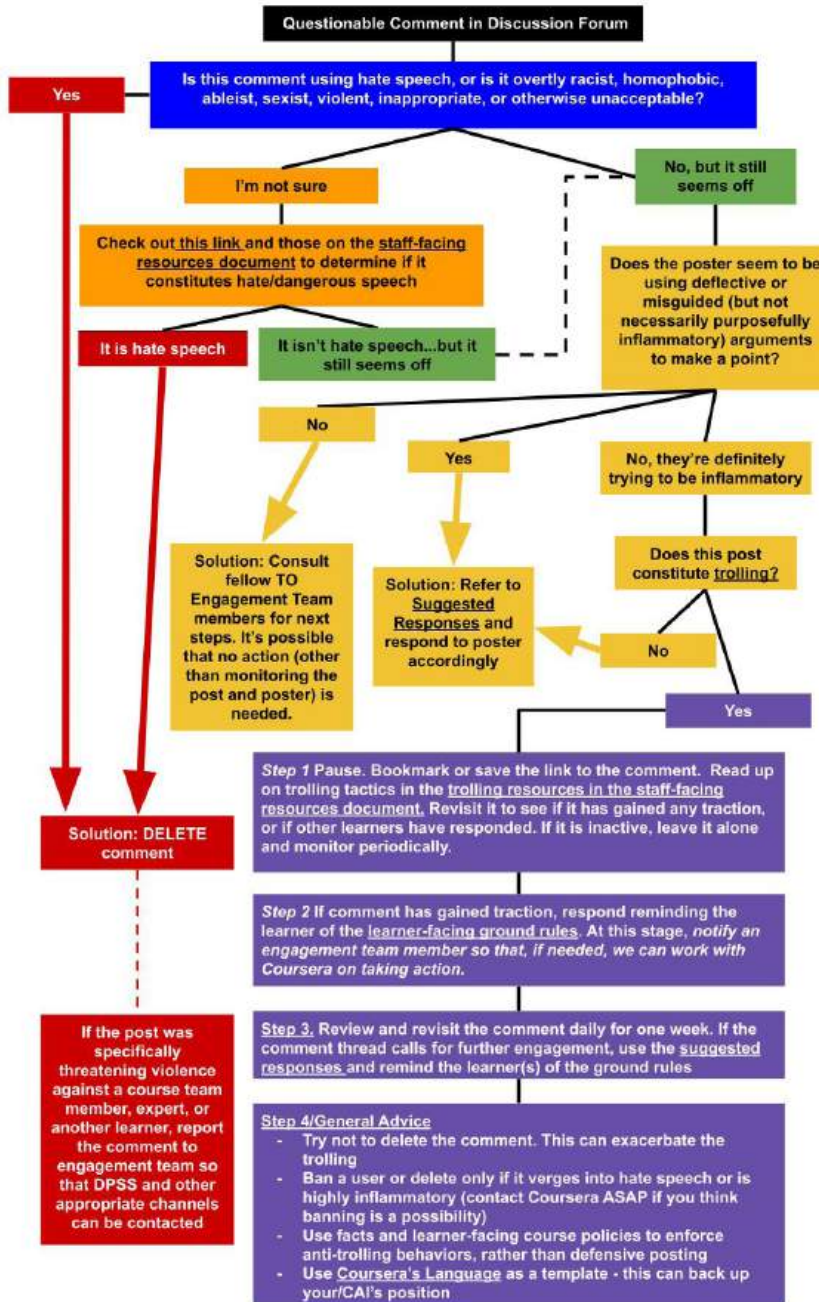 Questionable Comment in Discussion Forum
Yes
Is this comment using hate speech, or is it overtly racist, homophobic,
ableist, sexist, violent, inappropriate, or otherwise unacceptable?
I'm not sure
No, but it still
seems off
Check out this link and those on the staff-facing
resources document to determine if it
constitutes hate/dangerous speech
Does the poster seem to be
using deflective or
misguided (but not
necessarily purposefully
inflammatory) arguments
to make a point?
It is hate speech
It isn't hate speech...but it
still seems off
No
Yes
No, they're definitely
trying to be inflammatory
Solution: Consult
fellow TO
Engagement Team
members for next
steps. It's possible
that no action (other
than monitoring the
post and poster) is
needed.
Solution: Refer to
Suggested
Responses and
respond to poster
accordingly
Does this post
constitute trolling?
No
Yes
Step 1 Pause. Bookmark or save the link to the comment. Read up
on trolling tactics in the trolling resources in the staff-facing
resources document. Revisit it to see if it has gained any traction,
or if other learners have responded. If it is inactive, leave it alone
and monitor periodically.
Solution: DELETE
comment
Step 2 If comment has gained traction, respond reminding the
learner of the learner-facing ground rules. At this stage, notify an
engagement team member so that, if needed, we can work with
Coursera on taking action.
If the post was
specifically
threatening violence
against a course team
member, expert, or
another learner, report
the comment to
engagement team so
that DPSS and other
appropriate channels
can be contacted
Step 3. Review and revisit the comment daily for one week. If the
comment thread calls for further engagement, use the suggested
responses and remind the learner(s) of the ground rules
Step 4/General Advice
- Try not to delete the comment. This can exacerbate the
trolling
- Ban a user or delete only if it verges into hate speech or is
highly inflammatory (contact Coursera ASAP if you think
banning is a possibility)
- Use facts and learner-facing course policies to enforce
anti-trolling behaviors, rather than defensive posting
- Use Coursera's Language as a template - this can back up
your/CAI's position